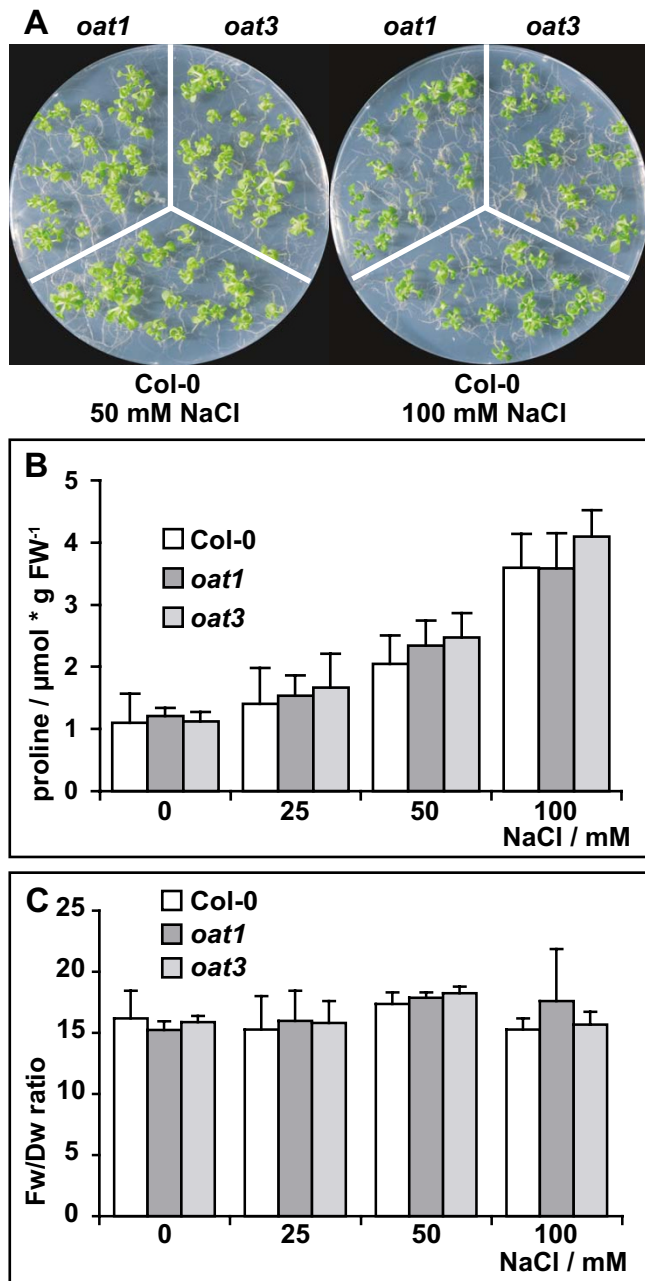 A oat1 oat3 oat1 oat3
Col-0 Col-0
50 mM NaCl 100 mM NaCl
B
proline / µmol * g FW-1
5
4
3
2
1
0
Col-0
oat1
oat3
0 25 50 100
NaCl / mM
C
Fw/Dw ratio
25
20
15
10
5
0
Col-0
oat1
oat3
0 25 50 100
NaCl / mM